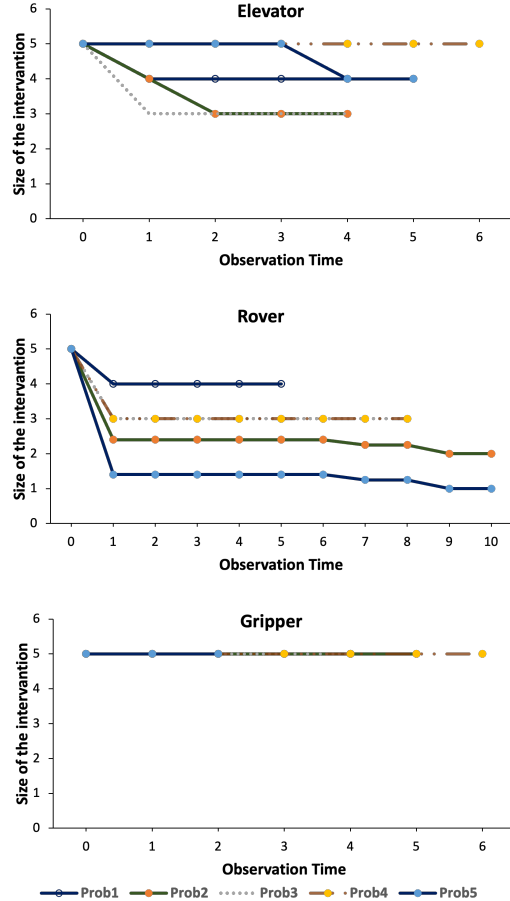 Elevator
6
5
4
3
2
1
0
Size of the intervantion
0 1 2 3 4 5 6
Observation Time
Rover
6
5
4
3
2
1
0
Size of the intervantion
0 1 2 3 4 5 6 7 8 9 10
Observation Time
Gripper
6
5
4
3
2
1
0
Size of the intervantion
0 1 2 3 4 5 6
Observation Time
Prob1 Prob2 Prob3 Prob4 Prob5